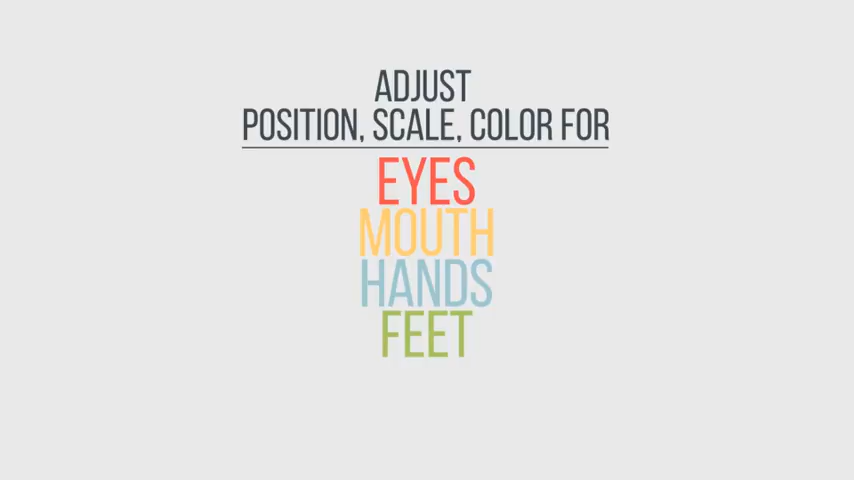 ADJUST
POSITION, SCALE, COLOR FOR
EYES
MOUTH
HANDS
FEET